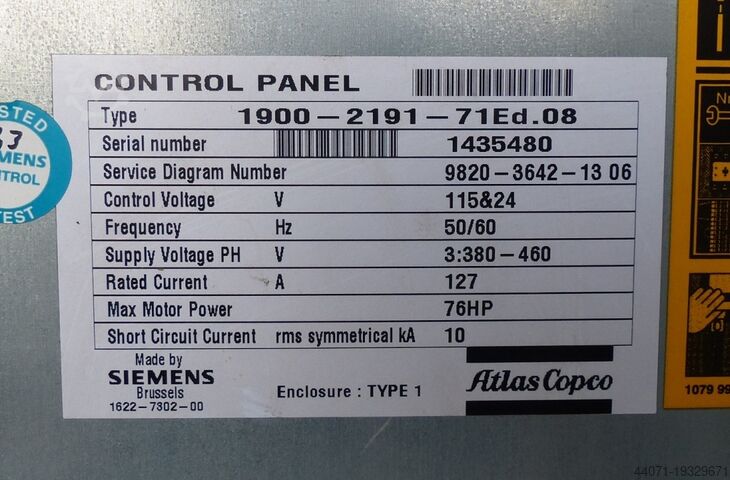 CONTROL PANEL
Type 1900-2191-71Ed.08
Serial number 1435480
Service Diagram Number 9820-3642-13 06
Control Voltage V 115&24
Frequency Hz 50/60
Supply Voltage PH V 3:380-460
Rated Current A 127
Max Motor Power 76HP
Short Circuit Current rms symmetrical kA 10
Made by
SIEMENS
Brussels
1622-7302-00
Enclosure : TYPE 1
Atlas Copco
TEST
1079 99
44071-19329671